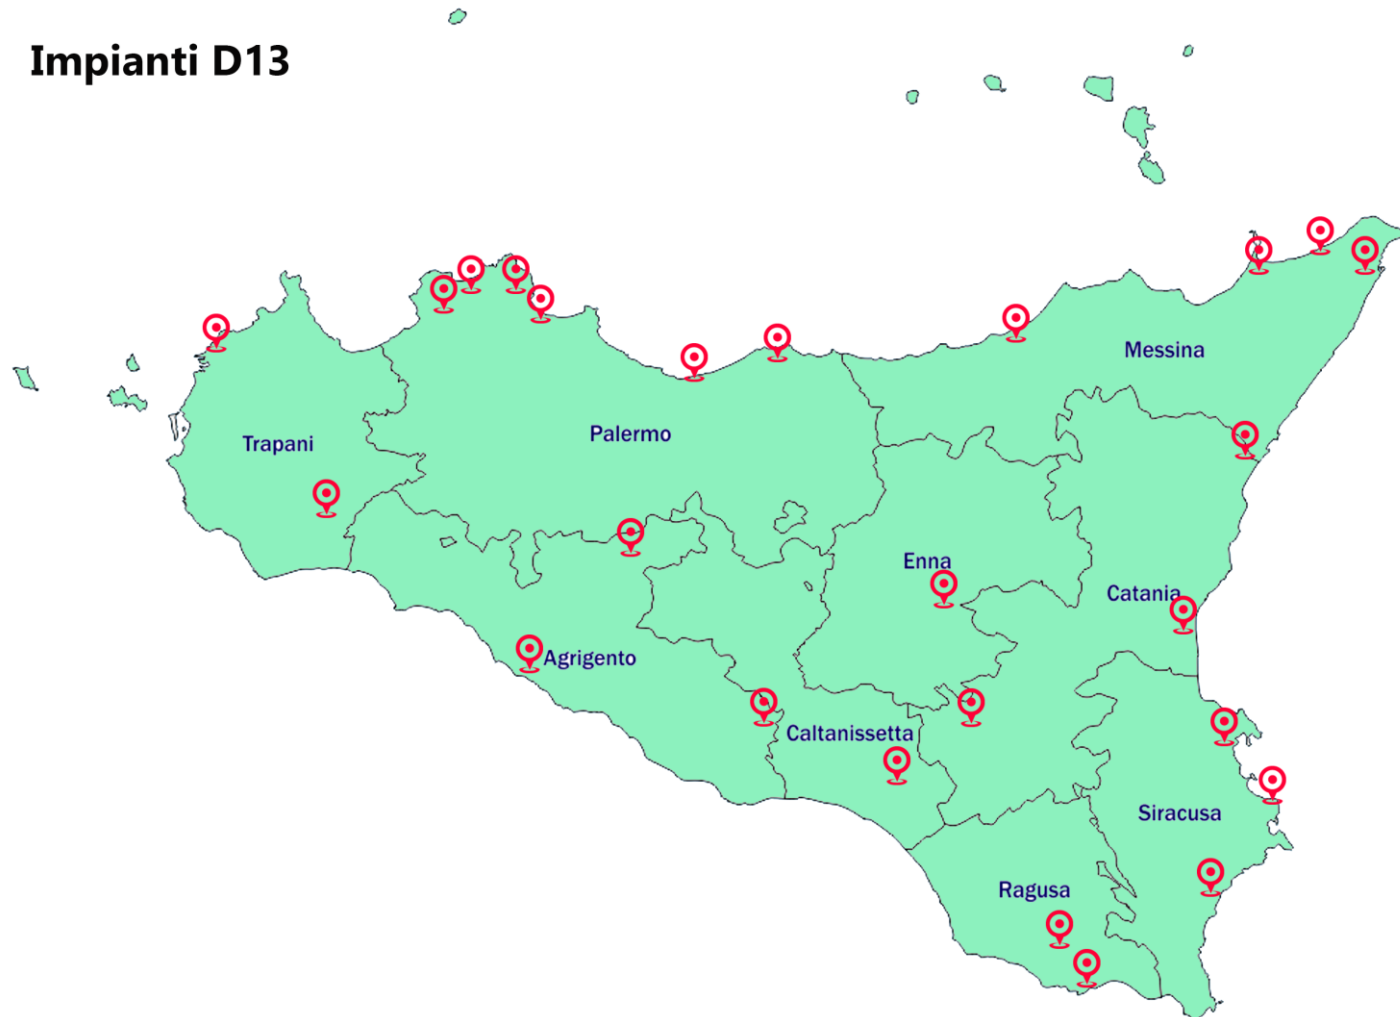 Impianti D13
Messina
Palermo
Trapani
Enna
Catania
Agrigento
Caltanissetta
Siracusa
Ragusa